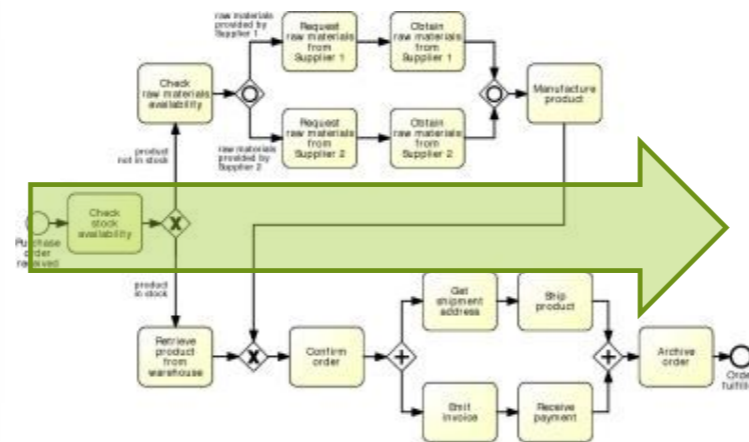 raw materials
provided by
Supplier 1
Request
raw materials
from
Supplier 1
Obtain
raw materials
from
Supplier 1
Check
raw materials
availability
Manufacture
product
raw materials
provided by
Supplier 2
Request
raw materials
from
Supplier 2
Obtain
raw materials
from
Supplier 2
product
not in stock
Check
stock
availability
Purchase
order
received
product
in stock
Get
shipment
address
Ship
product
Retrieve
product
from
warehouse
Confirm
order
Archive
order
Emit
invoice
Receive
payment